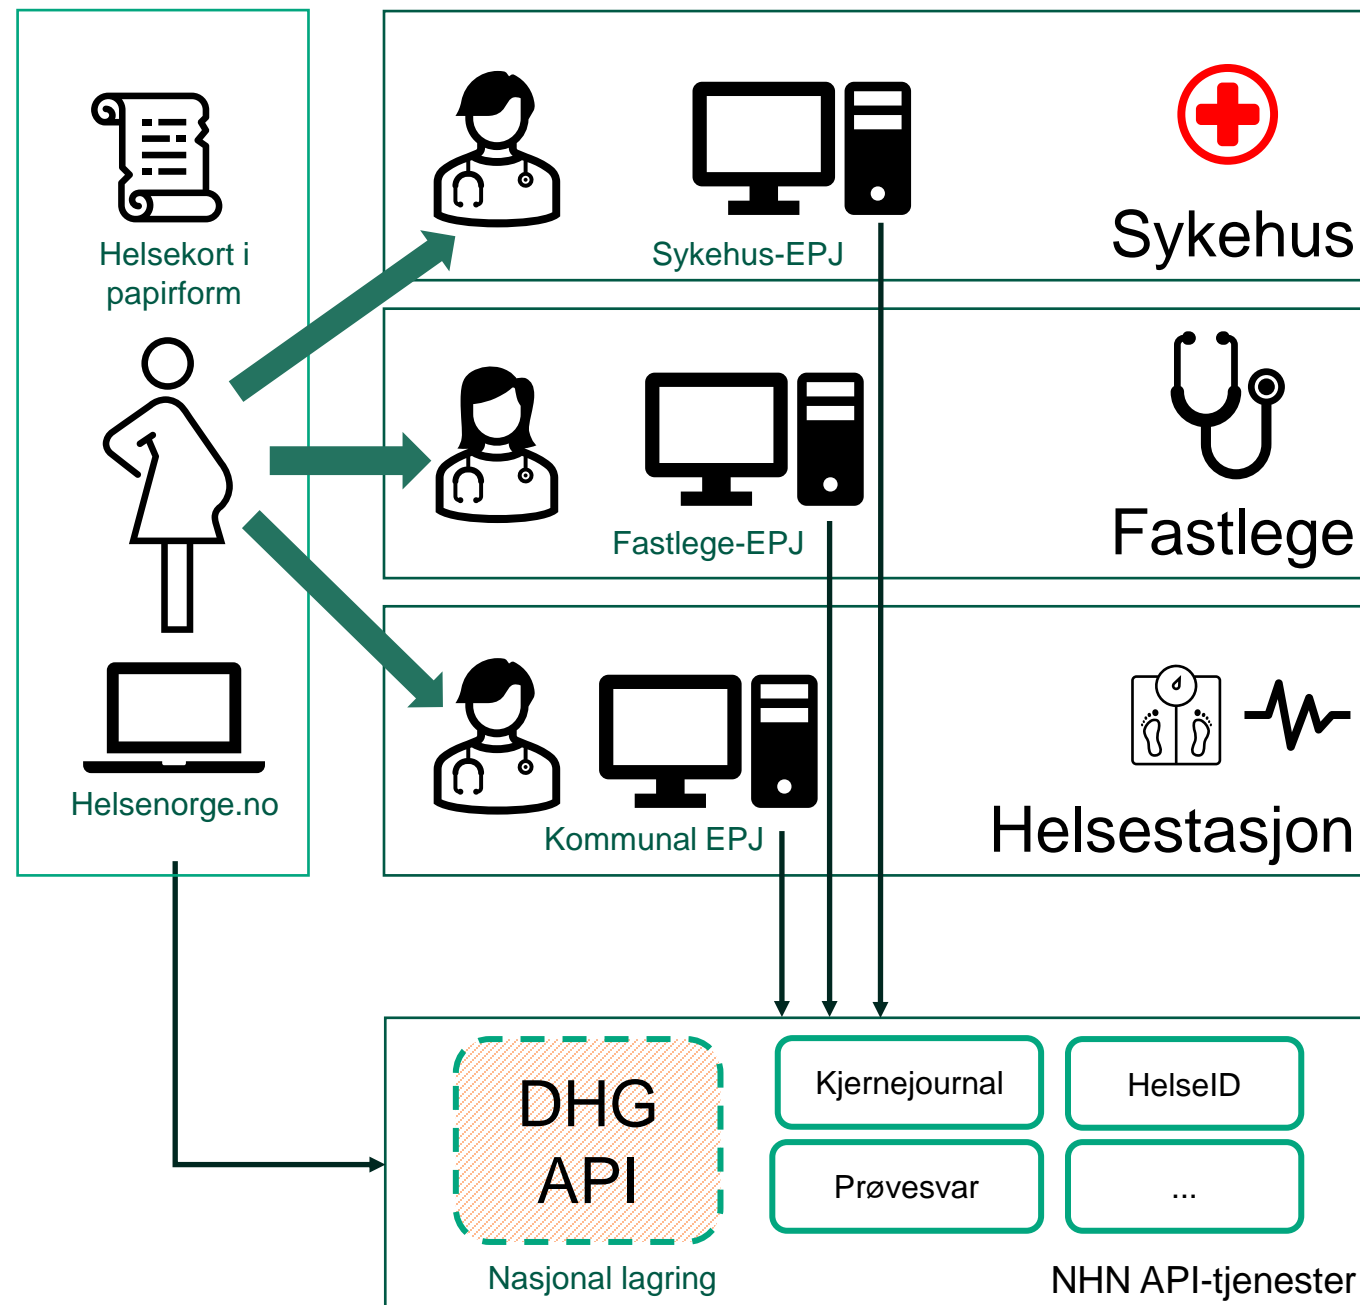 Helsekort i
papirform
Helsenorge.no
Sykehus-EPJ
Sykehus
Fastlege-EPJ
Fastlege
Kommunal EPJ
Helsestasjon
DHG
API
Nasjonal lagring
Kjernejournal
HelseID
Prøvesvar
...
NHN API-tjenester